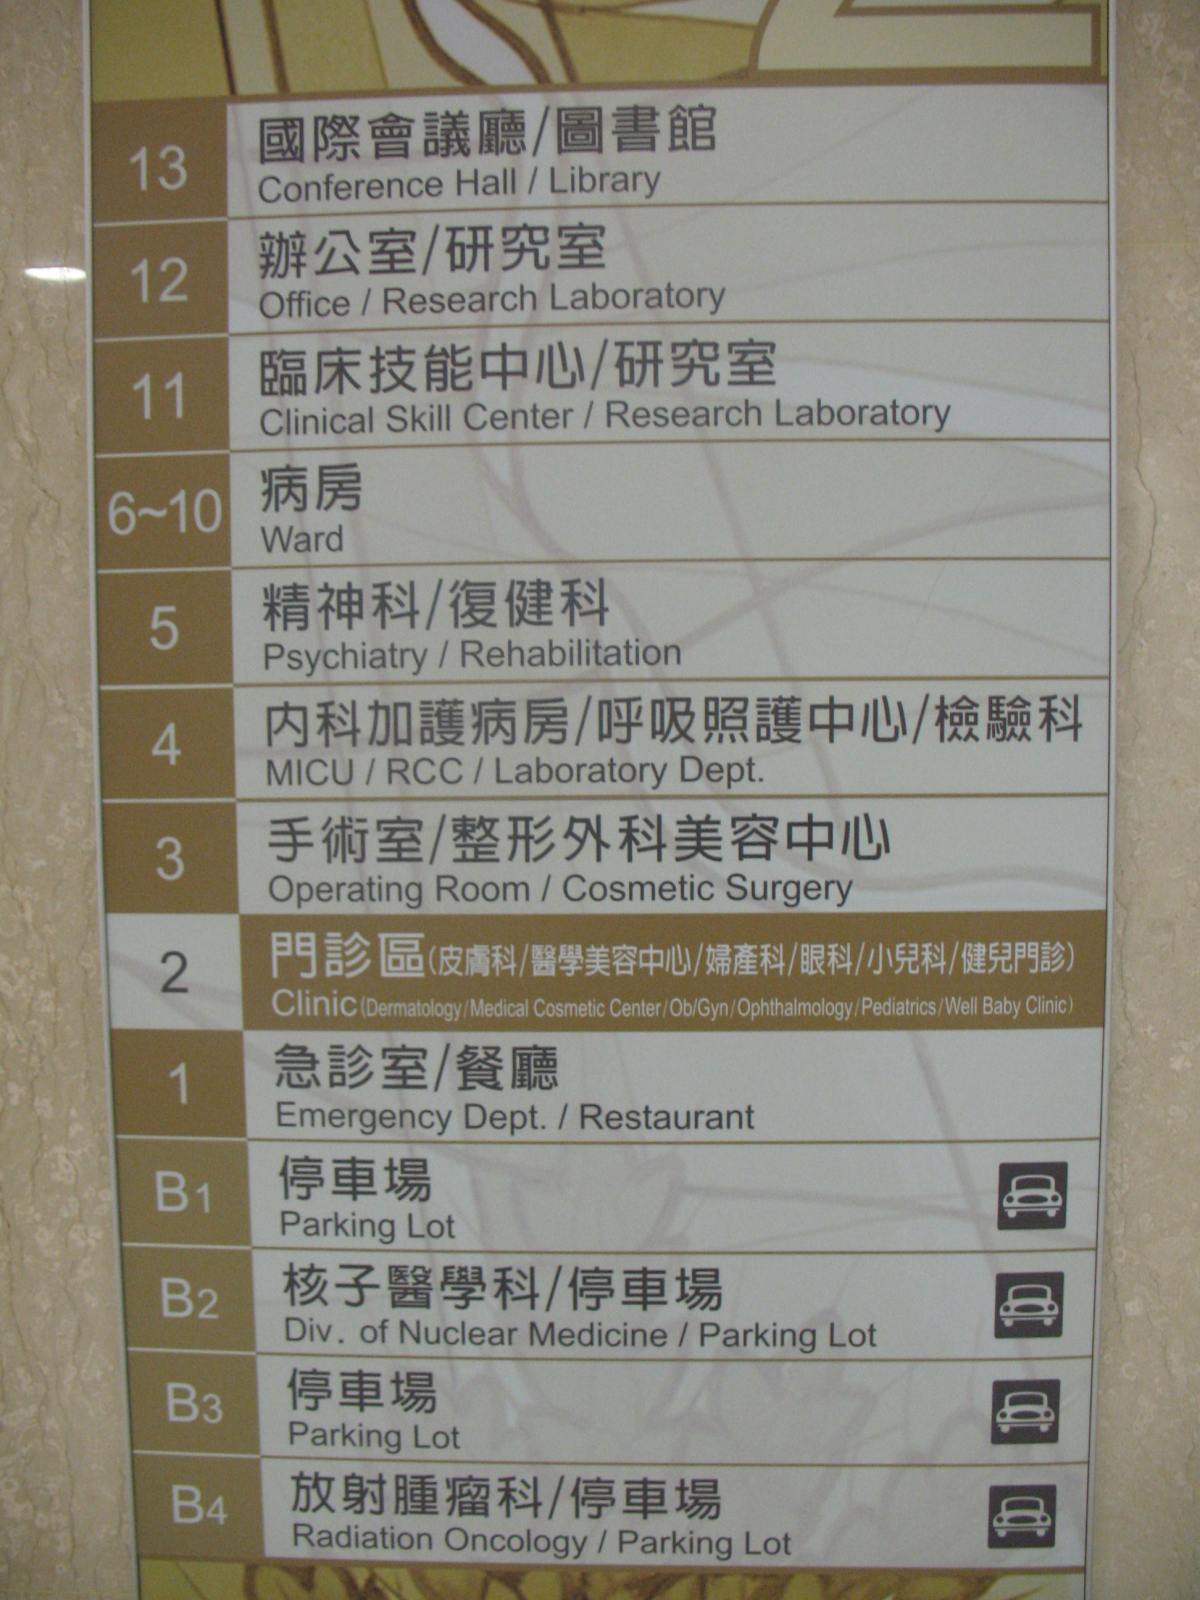 13
國際會議廳/圖書館
Conference Hall / Library
12
辦公室/研究室
Office / Research Laboratory
11
臨床技能中心/研究室
Clinical Skill Center / Research Laboratory
6~10
病房
Ward
5
精神科/復健科
Psychiatry / Rehabilitation
4
內科加護病房/呼吸照護中心/檢驗科
MICU / RCC / Laboratory Dept.
3
手術室/整形外科美容中心
Operating Room / Cosmetic Surgery
2
門診區(皮膚科/醫學美容中心/婦產科/眼科/小兒科/健兒門診)
Clinic(Dermatology/Medical Cosmetic Center/Ob/Gyn/Ophthalmology/Pediatrics/Well Baby Clinic)
1
急診室/餐廳
Emergency Dept. / Restaurant
B1
停車場
Parking Lot
B2
核子醫學科/停車場
Div. of Nuclear Medicine / Parking Lot
B3
停車場
Parking Lot
B4
放射腫瘤科/停車場
Radiation Oncology / Parking Lot